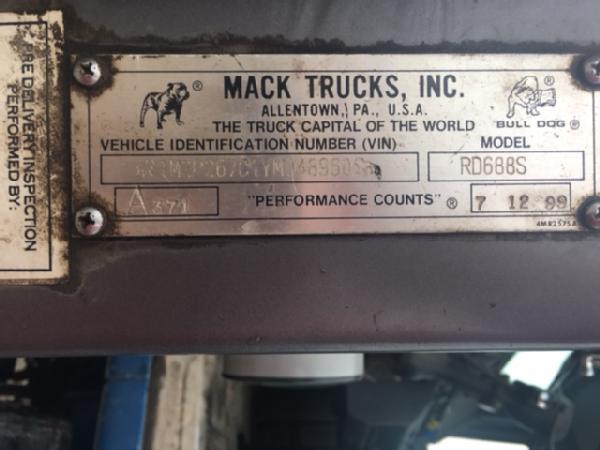 PRE DELIVERY INSPECTION
PERFORMED BY:
MACK TRUCKS, INC.
ALLENTOWN, PA., U.S.A.
THE TRUCK CAPITAL OF THE WORLD
BULL DOG ®
VEHICLE IDENTIFICATION NUMBER (VIN)
MODEL
RD688S
A 371
"PERFORMANCE COUNTS" ®
7 12 99